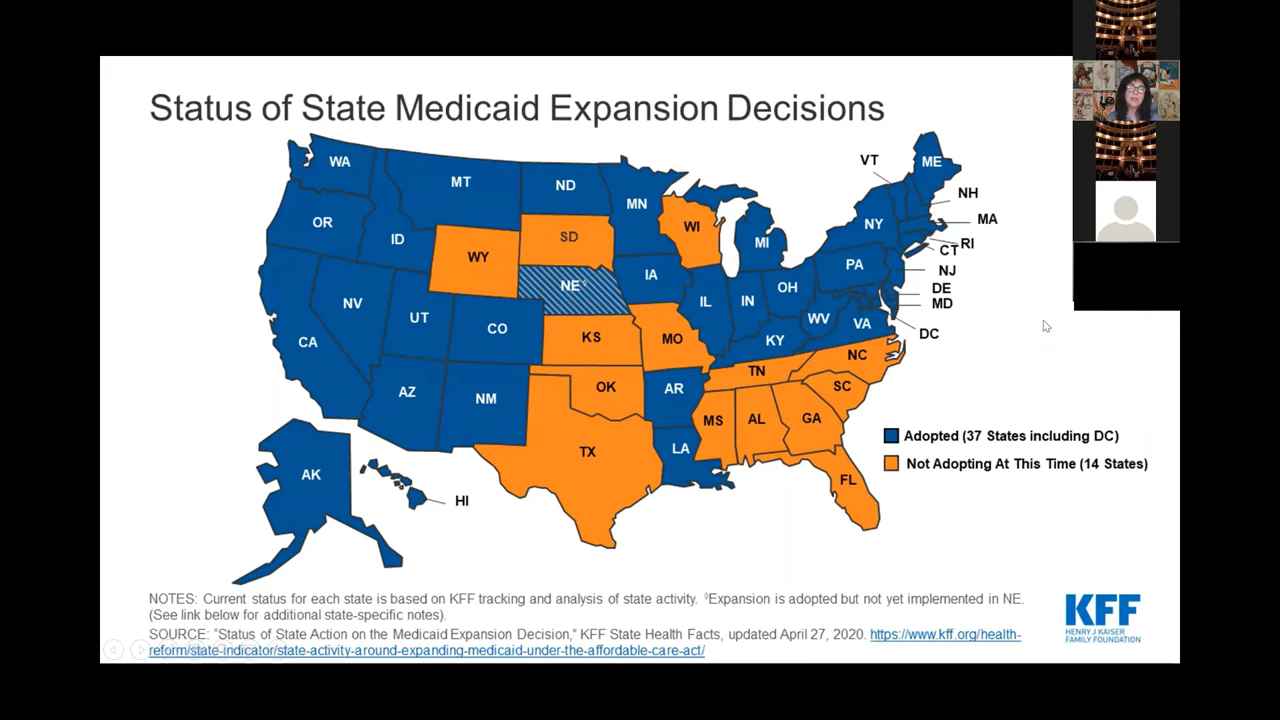 Status of State Medicaid Expansion Decisions
WA
MT
ND
MN
VT
ME
NH
MA
OR
ID
SD
WI
MI
NY
RI
CT
WY
NE◊
IA
PA
NJ
DE
MD
NV
UT
CO
IL
IN
OH
WV
VA
DC
CA
KS
MO
KY
NC
TN
AZ
NM
OK
AR
SC
MS
AL
GA
TX
LA
FL
AK
HI
Adopted (37 States including DC)
Not Adopting At This Time (14 States)
NOTES: Current status for each state is based on KFF tracking and analysis of state activity. ◊Expansion is adopted but not yet implemented in NE.
(See link below for additional state-specific notes).
SOURCE: “Status of State Action on the Medicaid Expansion Decision,” KFF State Health Facts, updated April 27, 2020. https://www.kff.org/health-
reform/state-indicator/state-activity-around-expanding-medicaid-under-the-affordable-care-act/
KFF
HENRY J KAISER
FAMILY FOUNDATION